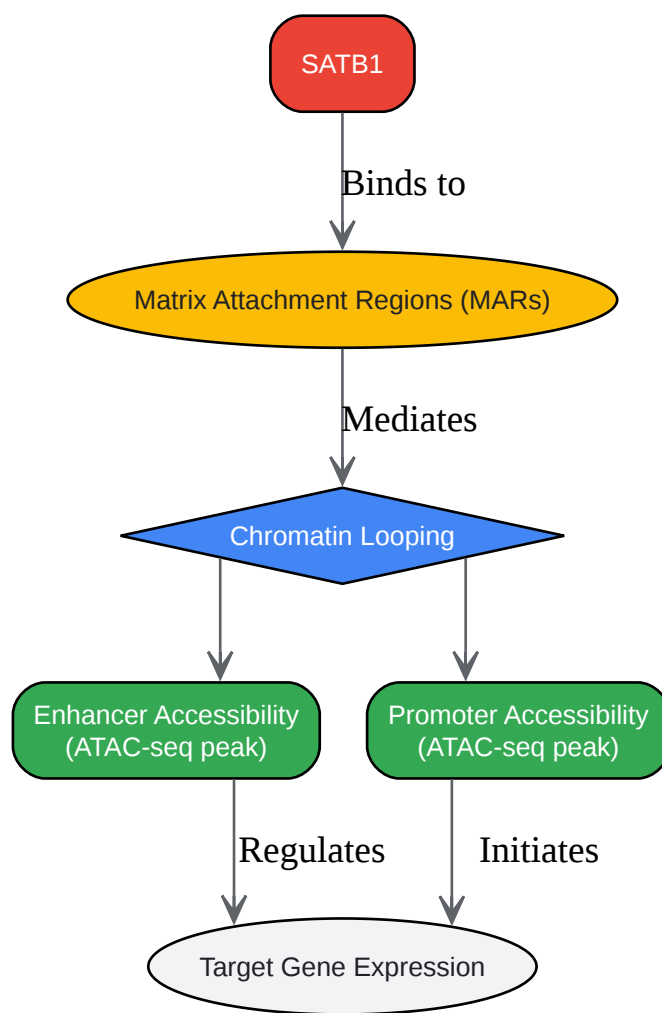 SATB1
Binds to
Matrix Attachment Regions (MARs)
Mediates
Chromatin Looping
Enhancer Accessibility
(ATAC-seq peak)
Promoter Accessibility
(ATAC-seq peak)
Regulates
Initiates
Target Gene Expression